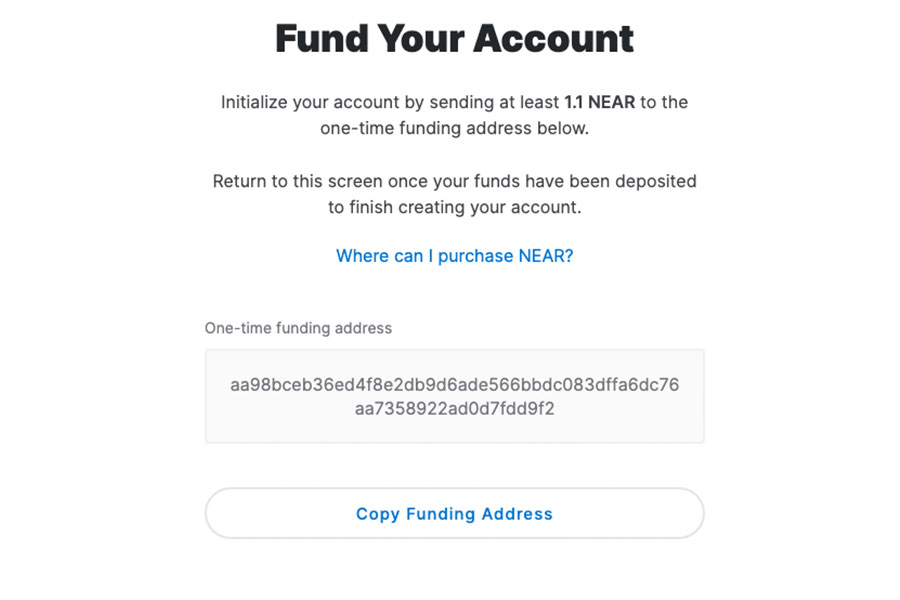 Fund Your Account
Initialize your account by sending at least 1.1 NEAR to the
one-time funding address below.
Return to this screen once your funds have been deposited
to finish creating your account.
Where can I purchase NEAR?
One-time funding address
aa98bceb36ed4f8e2db9d6ade566bbdc083dffa6dc76
aa7358922ad0d7fdd9f2
Copy Funding Address